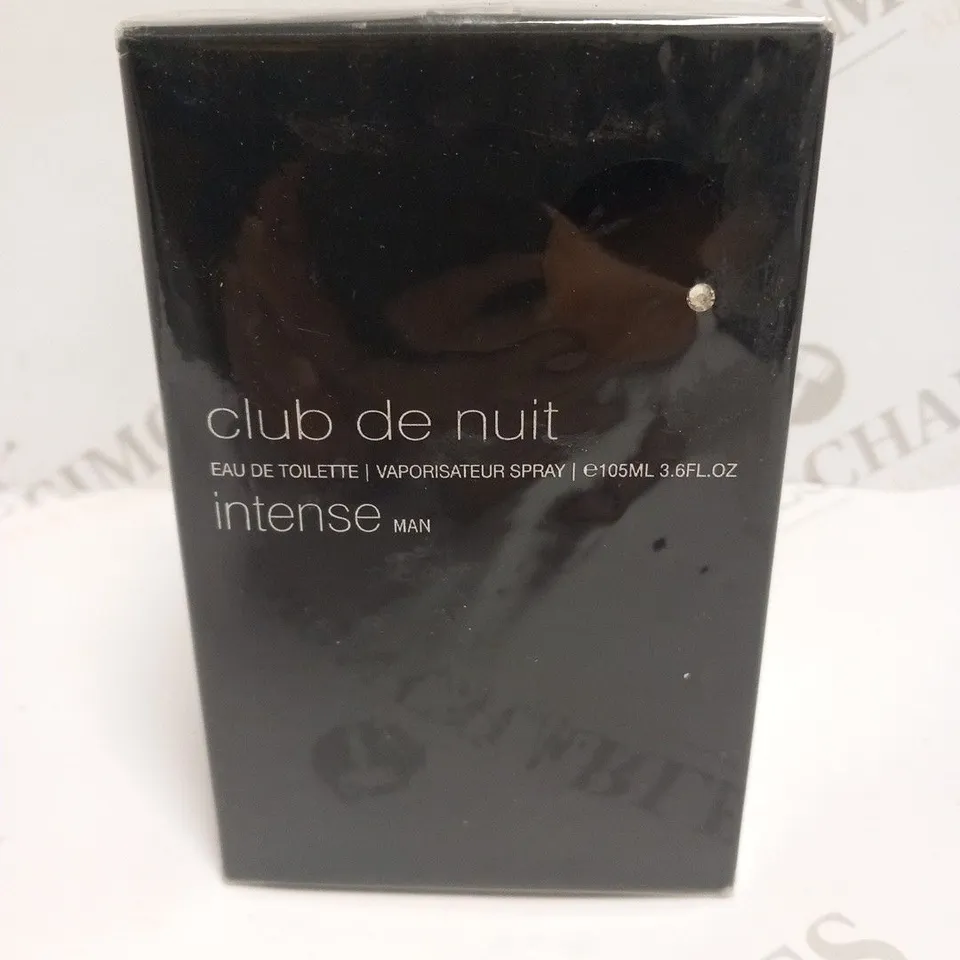 club de nuit
EAU DE TOILETTE | VAPORISATEUR SPRAY | ℮105ML 3.6FL.OZ
intense MAN